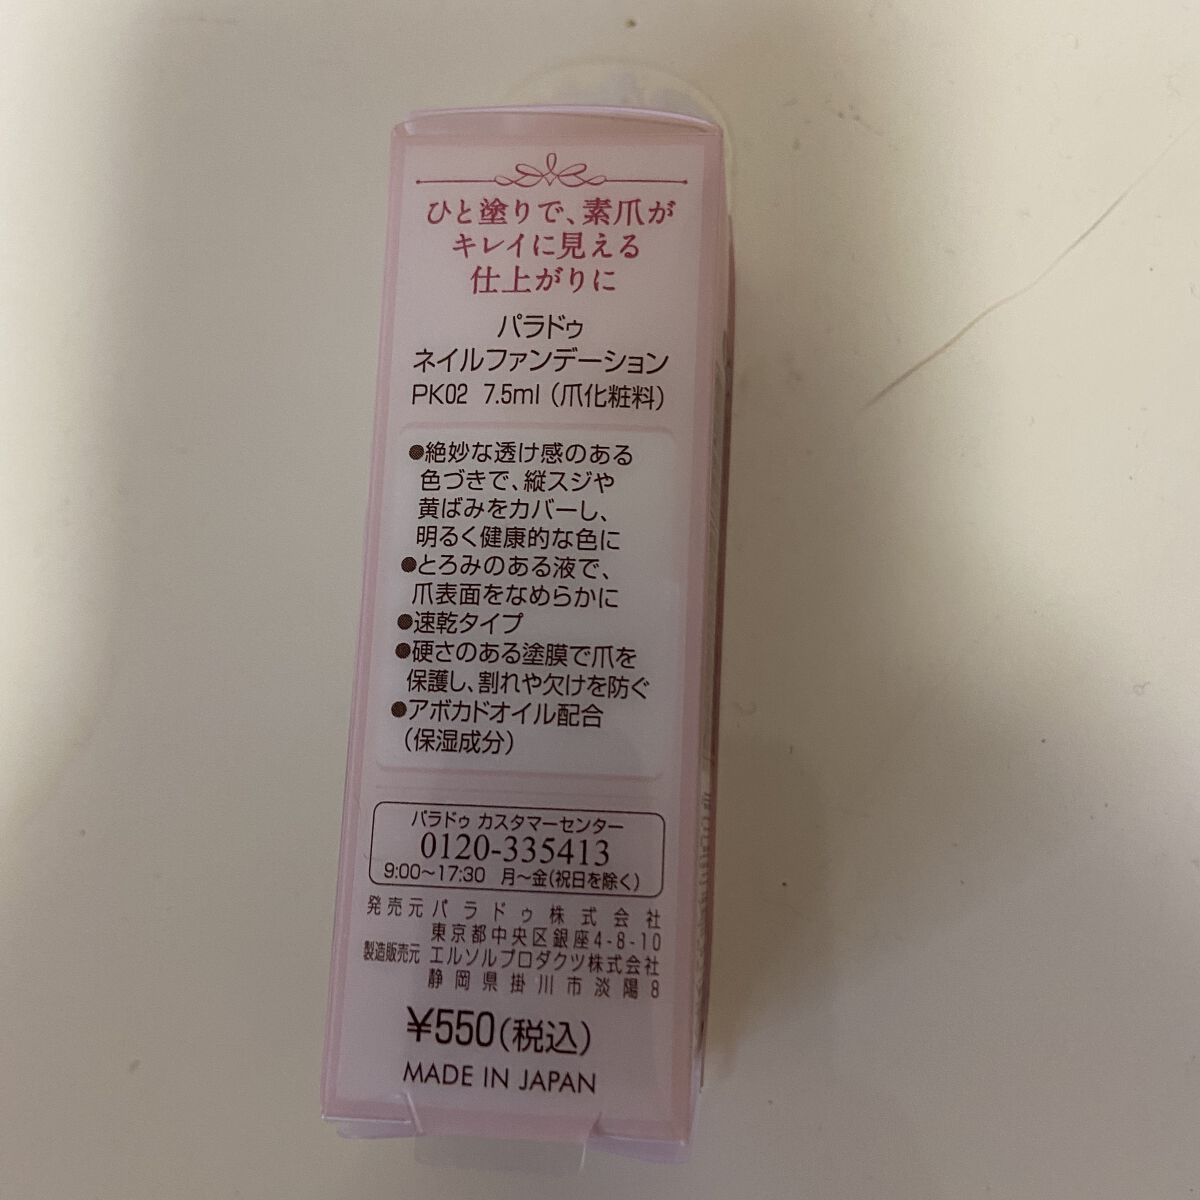 ひと塗りで、素爪が
キレイに見える
仕上がりに
パラドゥ
ネイルファンデーション
PK02 7.5ml（爪化粧料）
●絶妙な透け感のある
色づきで、縦スジや
黄ばみをカバーし、
明るく健康的な色に
●とろみのある液で、
爪表面をなめらかに
●速乾タイプ
●硬さのある塗膜で爪を
保護し、割れや欠けを防ぐ
●アボカドオイル配合
（保湿成分）
パラドゥ カスタマーセンター
0120-335413
9:00～17:30 月～金（祝日を除く）
発売元 パラドゥ株式会社
東京都中央区銀座4-8-10
製造販売元 エルソルプロダクツ株式会社
静岡県掛川市淡陽8
¥550（税込）
MADE IN JAPAN